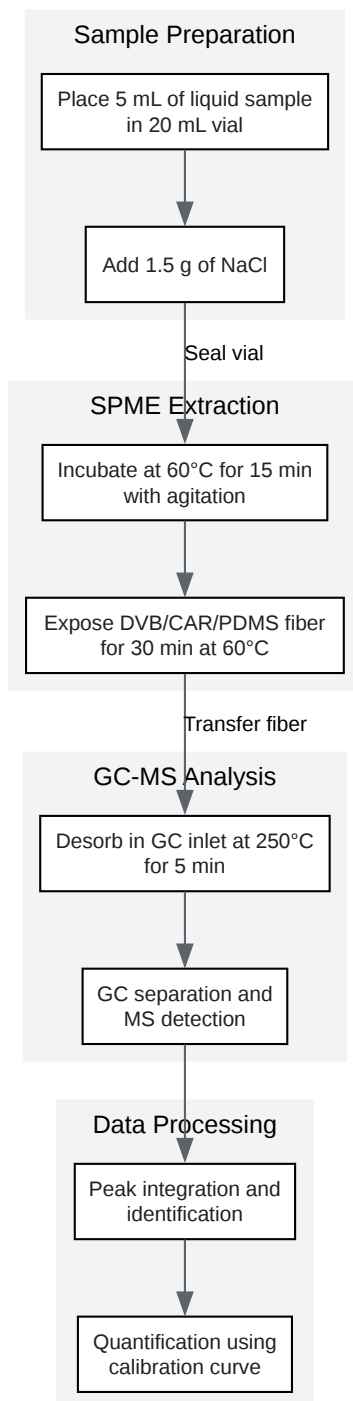 Sample Preparation
Place 5 mL of liquid sample
in 20 mL vial
Add 1.5 g of NaCl
Seal vial
SPME Extraction
Incubate at 60°C for 15 min
with agitation
Expose DVB/CAR/PDMS fiber
for 30 min at 60°C
Transfer fiber
GC-MS Analysis
Desorb in GC inlet at 250°C
for 5 min
GC separation and
MS detection
Data Processing
Peak integration and
identification
Quantification using
calibration curve